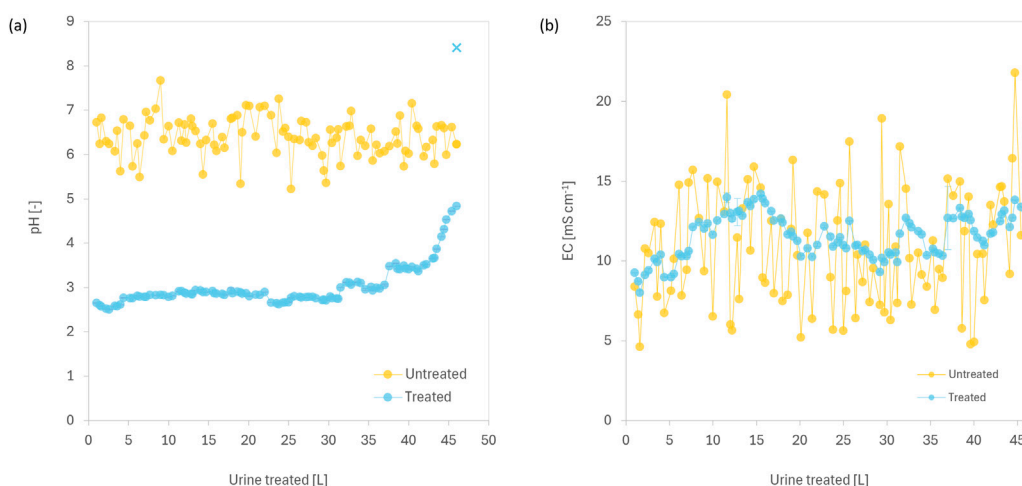 (a)
9
8
7
6
5
4
3
2
1
0
pH [-]
0 5 10 15 20 25 30 35 40 45 50
Urine treated [L]
Untreated
Treated
(b)
25
20
15
10
5
0
EC [mS cm⁻¹]
0 5 10 15 20 25 30 35 40 45
Urine treated [L]
Untreated
Treated